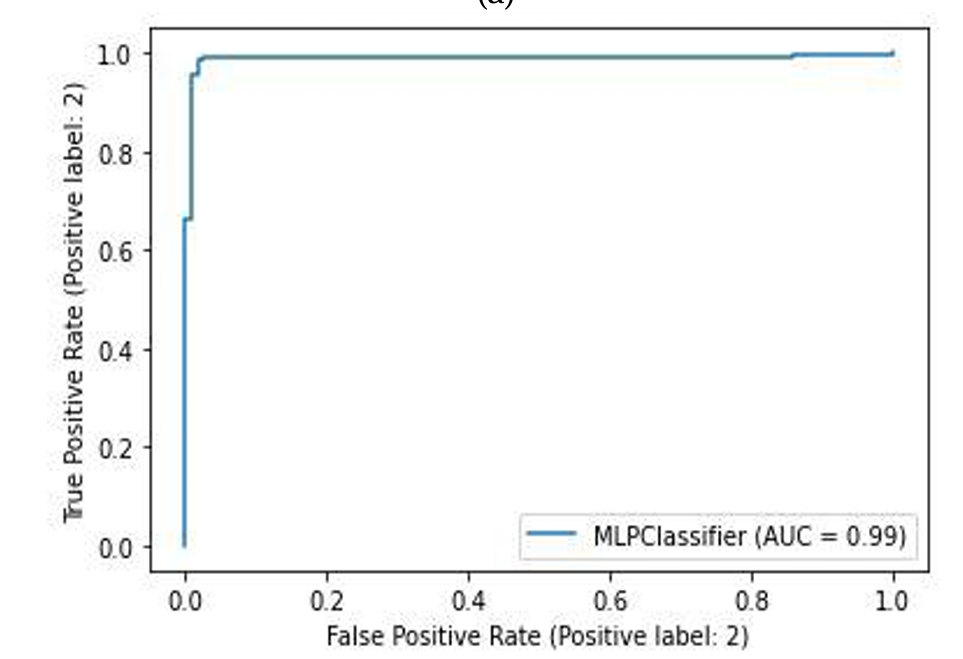 (a)
1.0
0.8
0.6
0.4
0.2
0.0
True Positive Rate (Positive label: 2)
MLPClassifier (AUC = 0.99)
0.0 0.2 0.4 0.6 0.8 1.0
False Positive Rate (Positive label: 2)